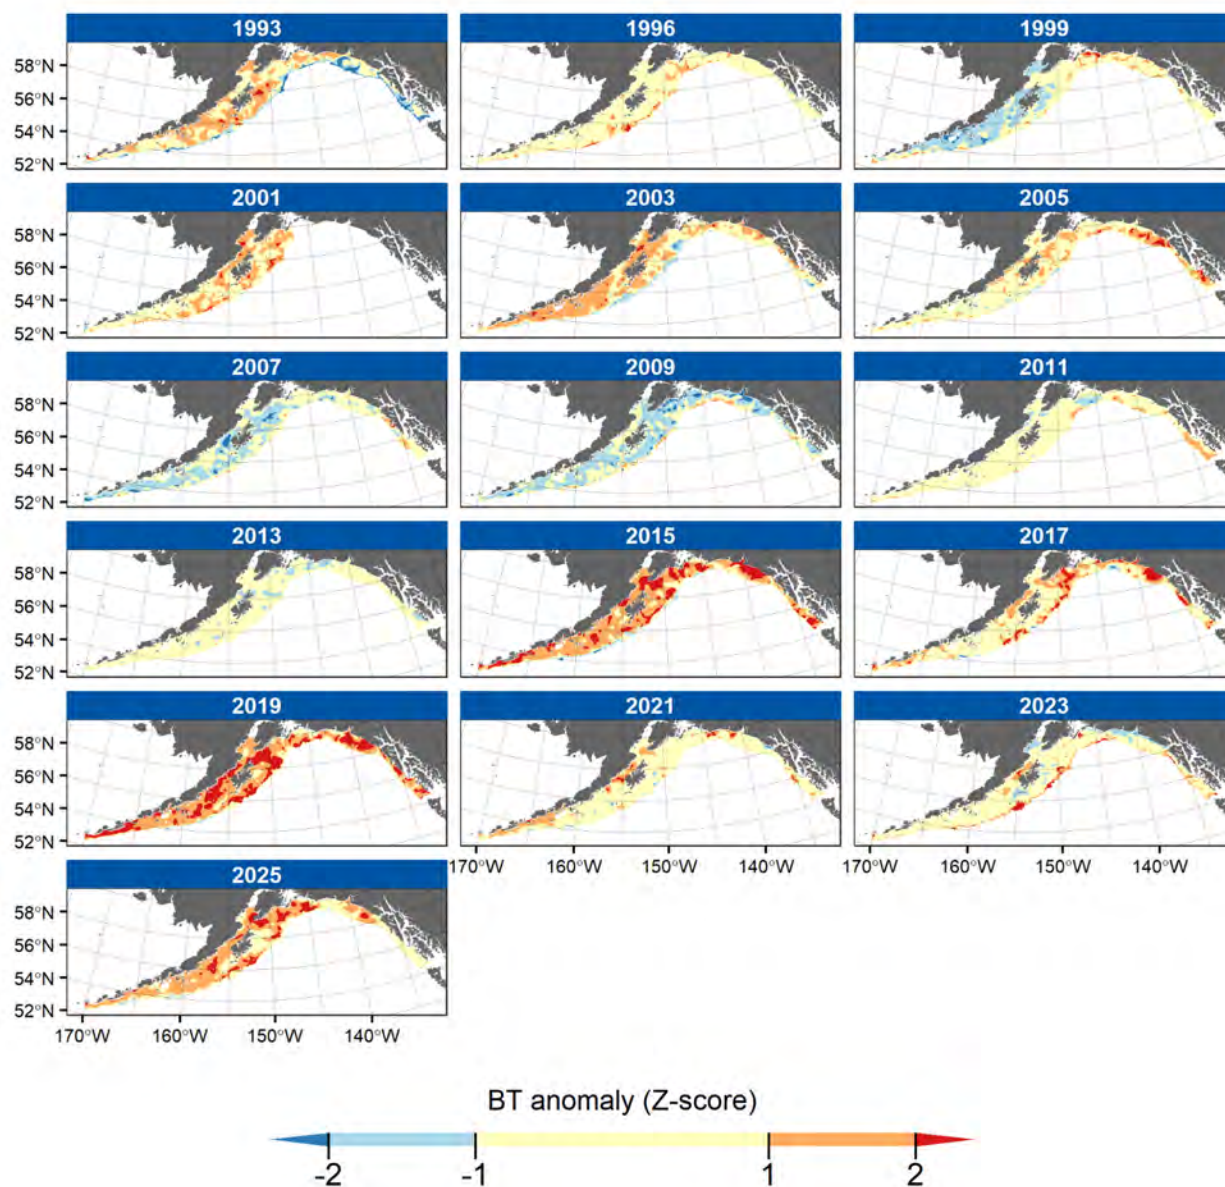 1993 1996 1999
58°N
56°N
54°N
52°N
2001 2003 2005
58°N
56°N
54°N
52°N
2007 2009 2011
58°N
56°N
54°N
52°N
2013 2015 2017
58°N
56°N
54°N
52°N
2019 2021 2023
58°N
56°N
54°N
52°N
170°W 160°W 150°W 140°W 170°W 160°W 150°W 140°W
2025
58°N
56°N
54°N
52°N
170°W 160°W 150°W 140°W
BT anomaly (Z-score)
-2 -1 1 2